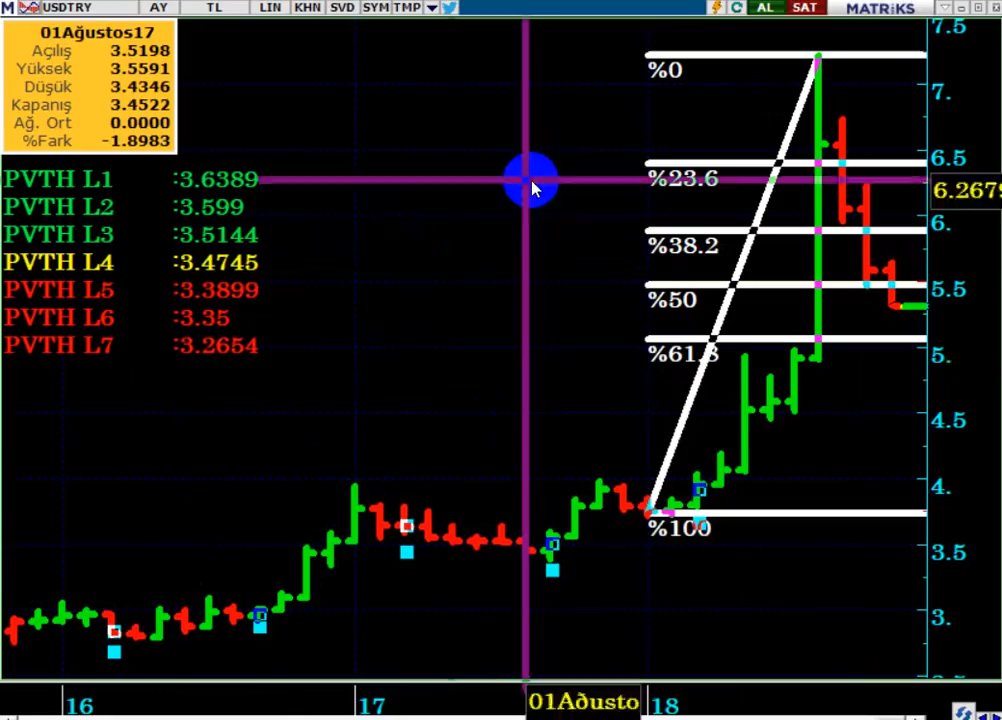 M USDTRY AY TL LIN KHN SVD SYM TMP AL SAT MATRİKS
01Ağustos17
Açılış 3.5198
Yüksek 3.5591
Düşük 3.4346
Kapanış 3.4522
Ağ. Ort 0.0000
%Fark -1.8983
PVTH L1 :3.6389
PVTH L2 :3.599
PVTH L3 :3.5144
PVTH L4 :3.4745
PVTH L5 :3.3899
PVTH L6 :3.35
PVTH L7 :3.2654
%0
%23.6
%38.2
%50
%61.8
%100
7.5
7.
6.5
6.267
6.
5.5
5.
4.5
4.
3.5
3.
16 17 01Aðusto 18